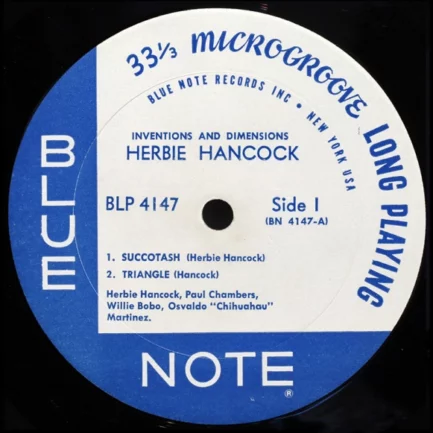 33⅓ MICROGROOVE LONG PLAYING
BLUE NOTE RECORDS INC • NEW YORK USA
INVENTIONS AND DIMENSIONS
HERBIE HANCOCK
BLP 4147
Side 1
(BN 4147-A)
1. SUCCOTASH (Herbie Hancock)
2. TRIANGLE (Hancock)
Herbie Hancock, Paul Chambers,
Willie Bobo, Osvaldo "Chihuahau"
Martinez.
BLUE
NOTE®